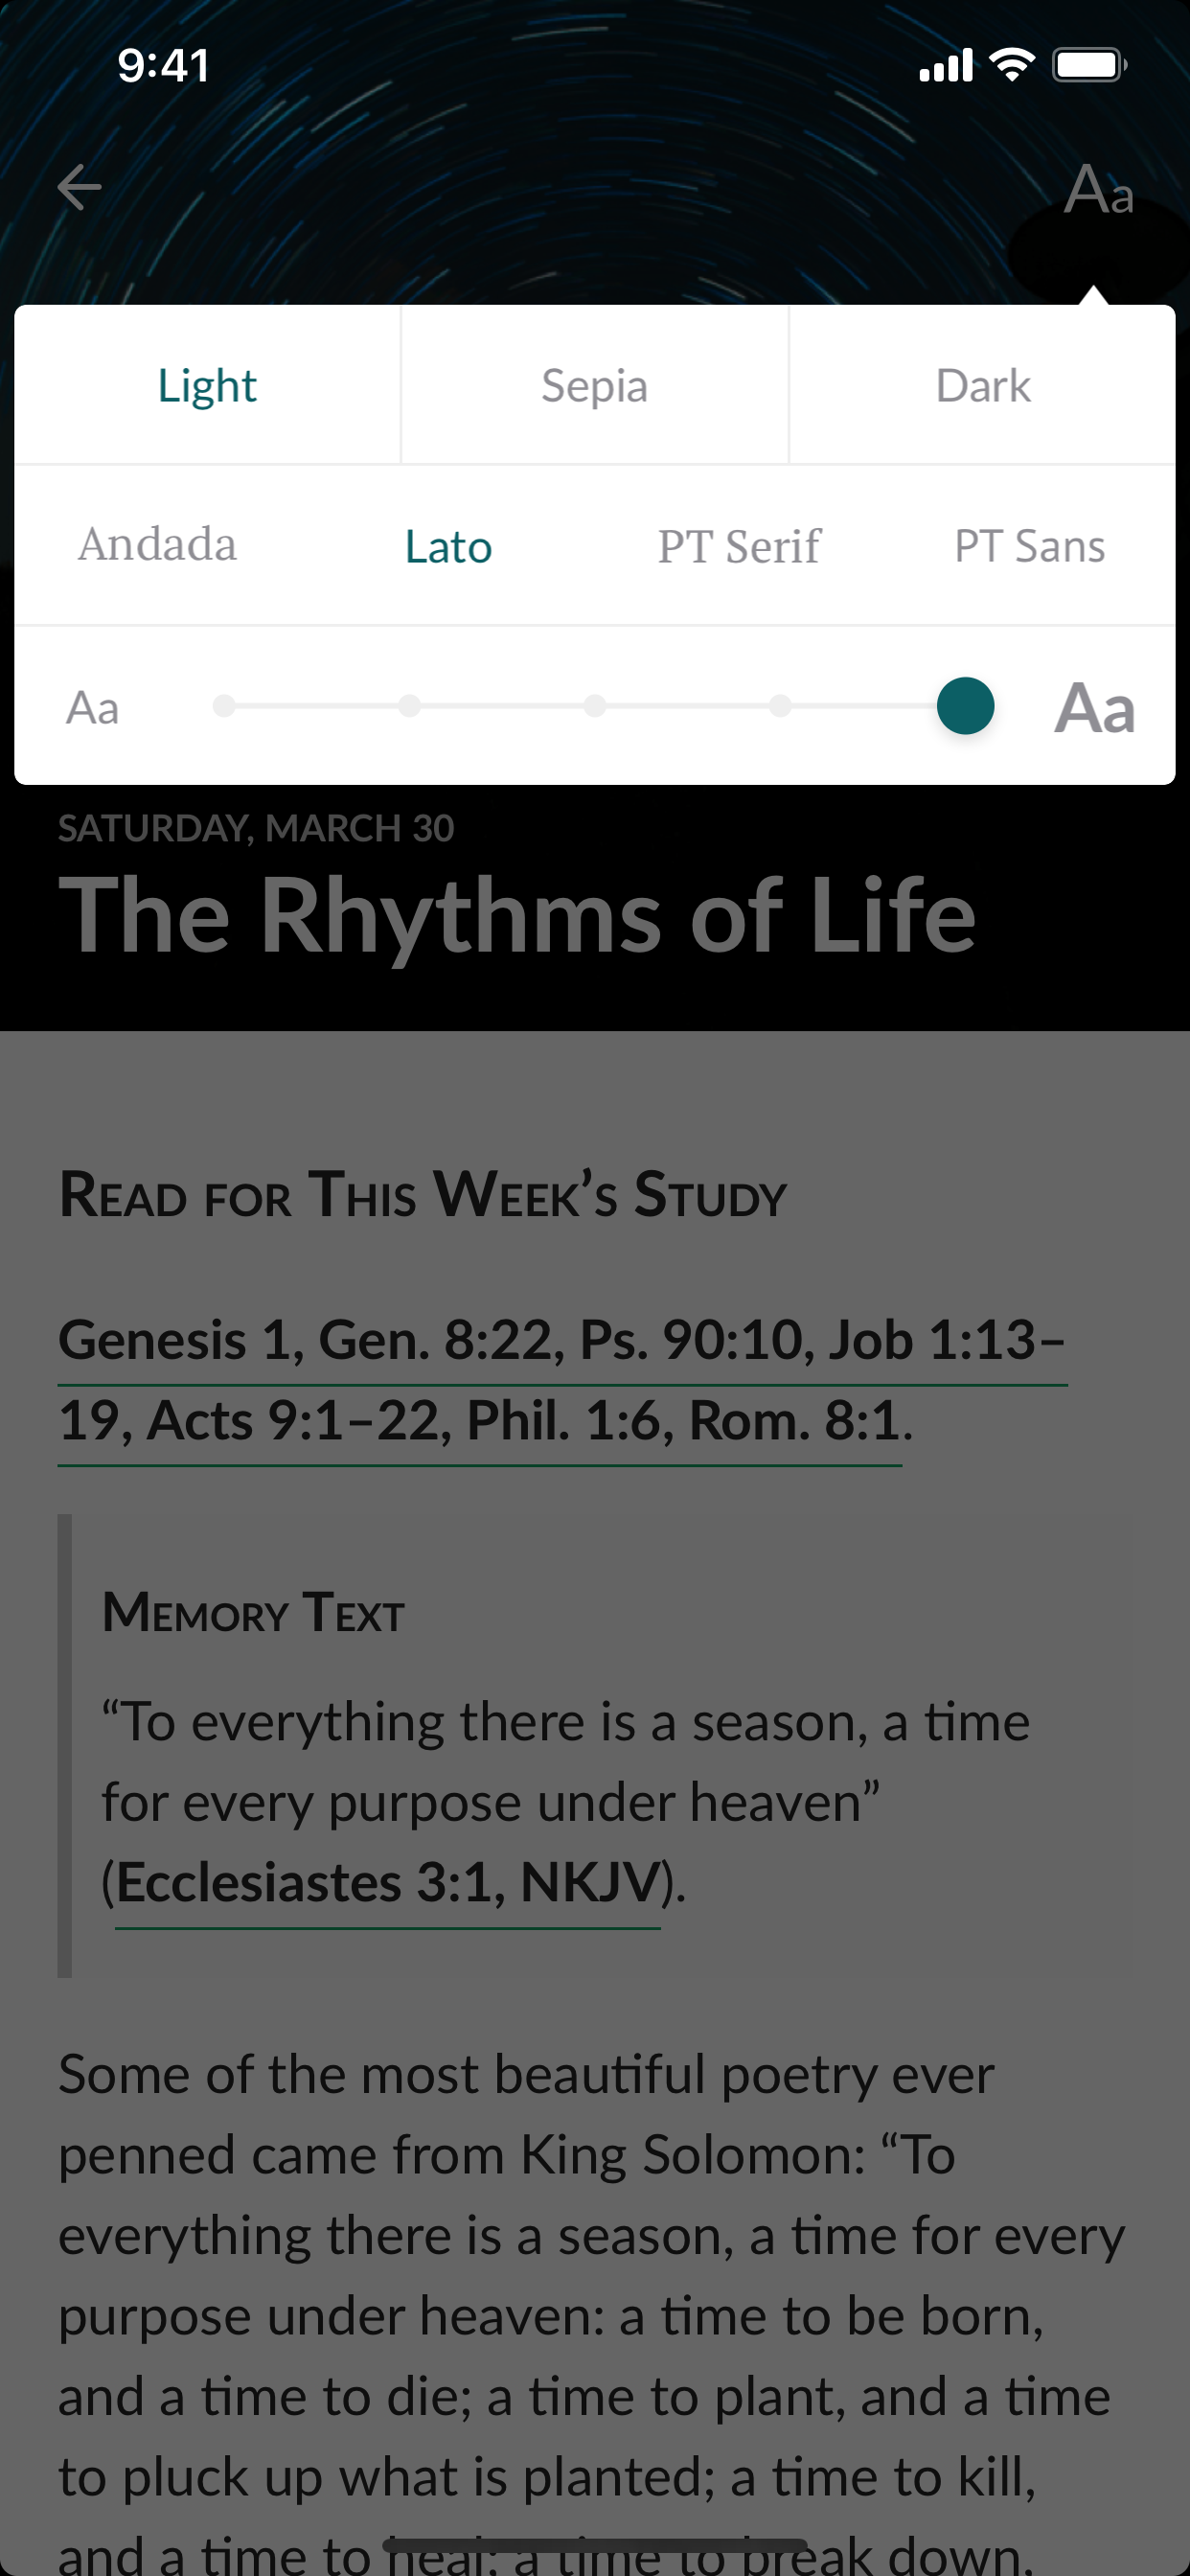 9:41
Aa
Light Sepia Dark
Andada Lato PT Serif PT Sans
Aa Aa
SATURDAY, MARCH 30
The Rhythms of Life
Read for This Week’s Study
Genesis 1, Gen. 8:22, Ps. 90:10, Job 1:13–
19, Acts 9:1–22, Phil. 1:6, Rom. 8:1.
Memory Text
“To everything there is a season, a time
for every purpose under heaven”
(Ecclesiastes 3:1, NKJV).
Some of the most beautiful poetry ever
penned came from King Solomon: “To
everything there is a season, a time for every
purpose under heaven: a time to be born,
and a time to die; a time to plant, and a time
to pluck up what is planted; a time to kill,
and a time to heal; a time to break down,